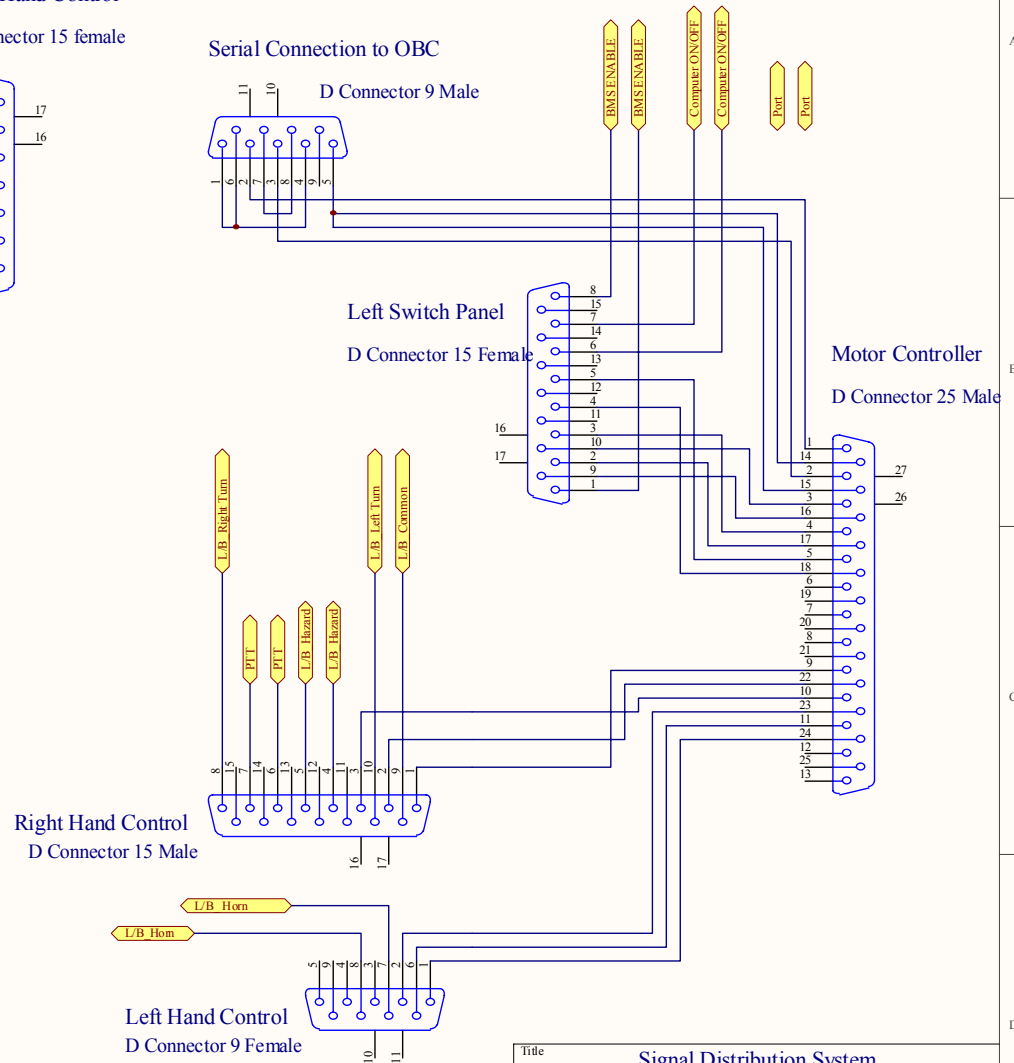 nector 15 female
17
16
Serial Connection to OBC
D Connector 9 Male
11
10
1
6
2
7
3
8
4
9
5
BMS ENABLE
BMS ENABLE
Computer ON/OFF
Computer ON/OFF
Port
Port
A
Left Switch Panel
D Connector 15 Female
8
15
7
14
6
13
5
12
4
11
3
10
2
9
1
16
17
B
Motor Controller
D Connector 25 Male
1
14
2
15
3
16
4
17
5
18
6
19
7
20
8
21
9
22
10
23
11
24
12
25
13
27
26
L/B_Right Turn
PTT
PTT
L/B_Hazard
L/B_Hazard
L/B_Left Turn
L/B_Common
C
8
15
7
14
6
13
5
12
4
11
3
10
2
9
1
Right Hand Control
D Connector 15 Male
16
17
L/B_Horn
L/B_Horn
5
9
4
8
3
7
2
6
1
Left Hand Control
D Connector 9 Female
10
11
D
Title
Signal Distribution System